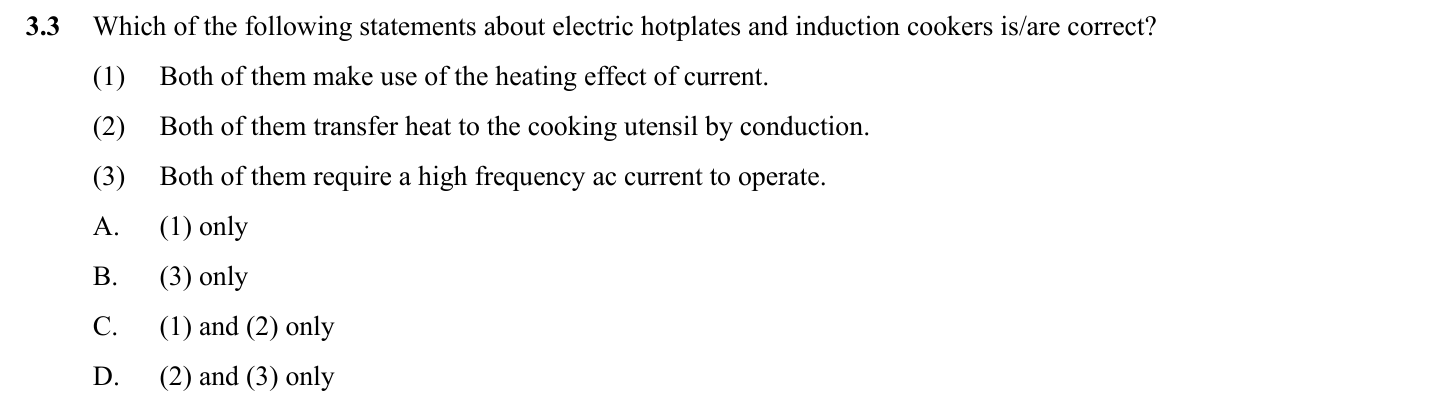 3.3 Which of the following statements about electric hotplates and induction cookers is/are correct?
(1) Both of them make use of the heating effect of current.
(2) Both of them transfer heat to the cooking utensil by conduction.
(3) Both of them require a high frequency ac current to operate.
A. (1) only
B. (3) only
C. (1) and (2) only
D. (2) and (3) only